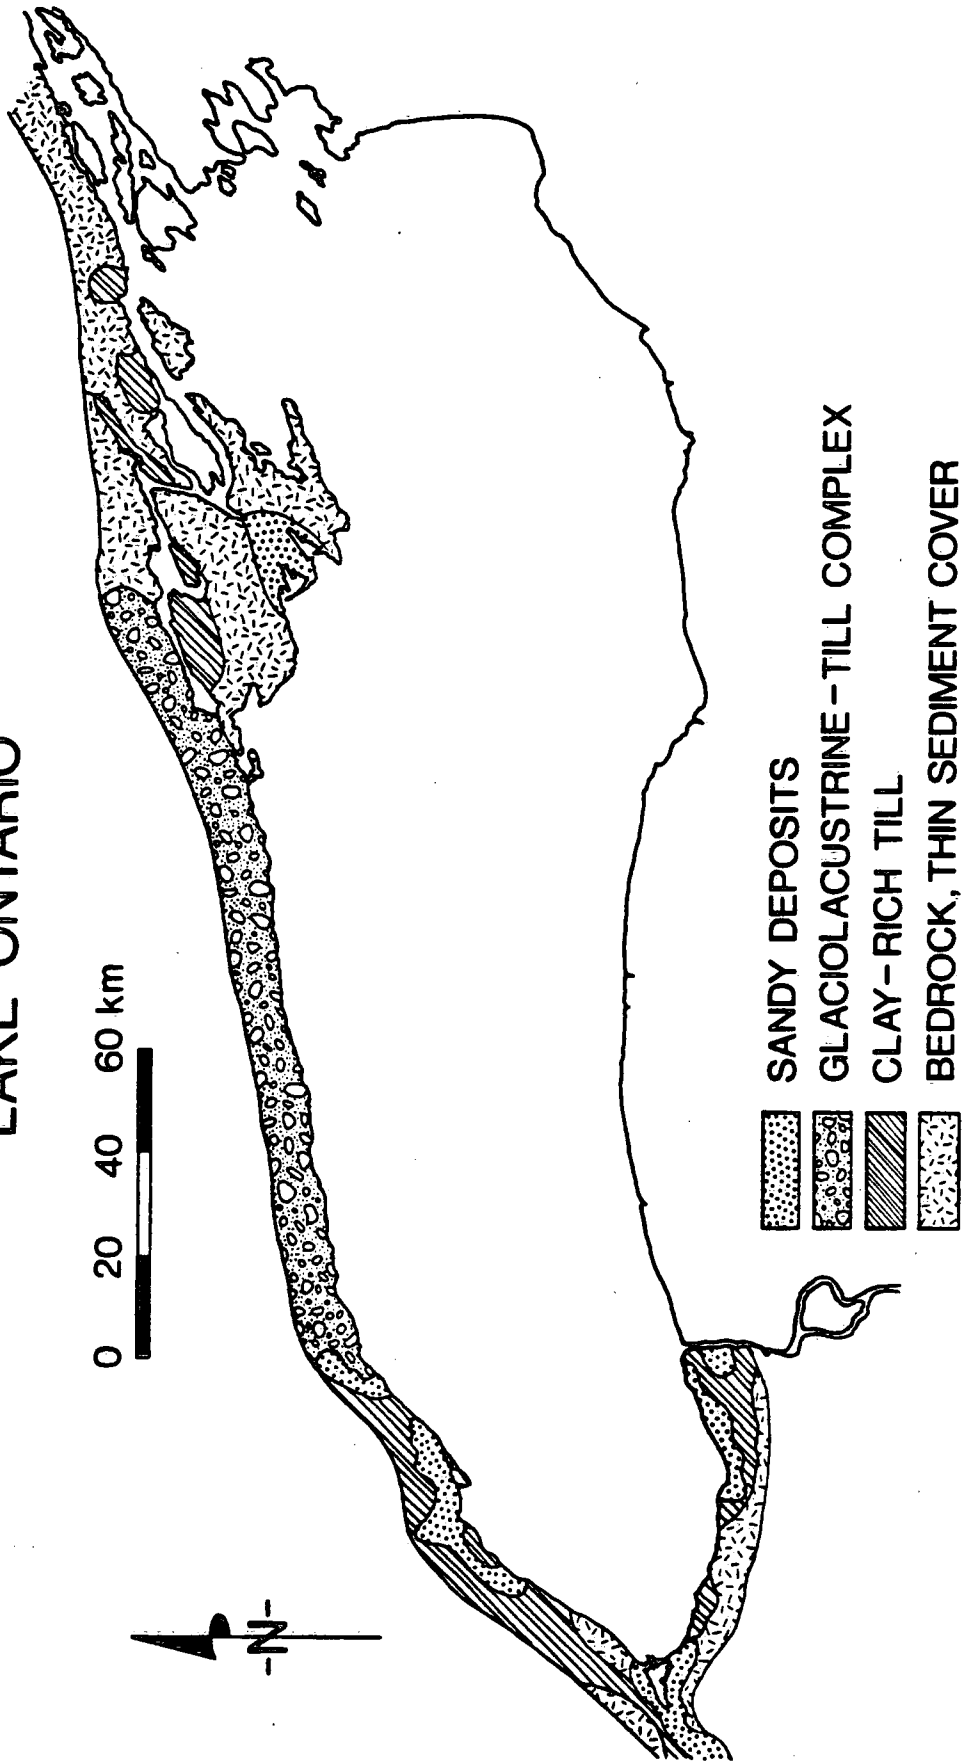 LAKE ONTARIO
0 20 40 60 km
-N-
SANDY DEPOSITS
GLACIOLACUSTRINE-TILL COMPLEX
CLAY-RICH TILL
BEDROCK, THIN SEDIMENT COVER